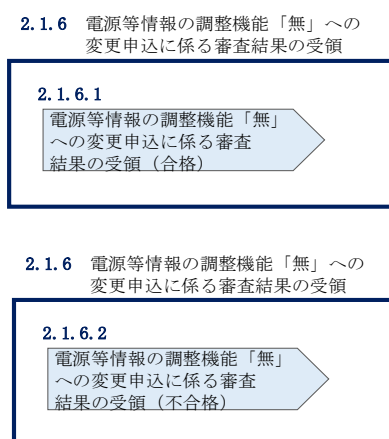 2.1.6 電源等情報の調整機能「無」への
変更申込に係る審査結果の受領
2.1.6.1
電源等情報の調整機能「無」
への変更申込に係る審査
結果の受領（合格）
2.1.6 電源等情報の調整機能「無」への
変更申込に係る審査結果の受領
2.1.6.2
電源等情報の調整機能「無」
への変更申込に係る審査
結果の受領（不合格）